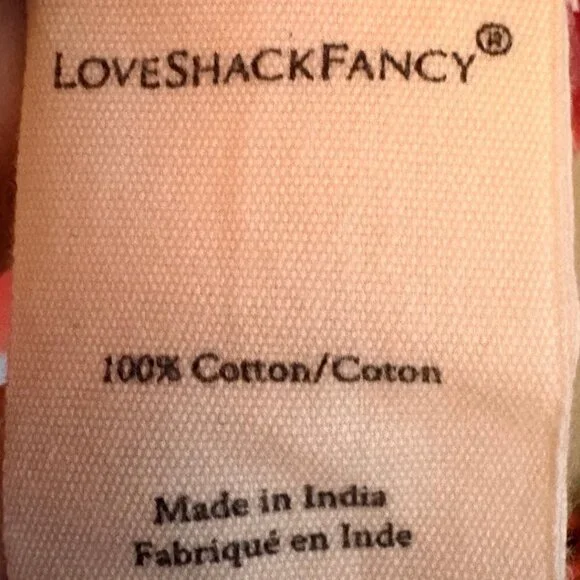 LOVESHACKFANCY®
100% Cotton/Coton
Made in India
Fabriqué en Inde